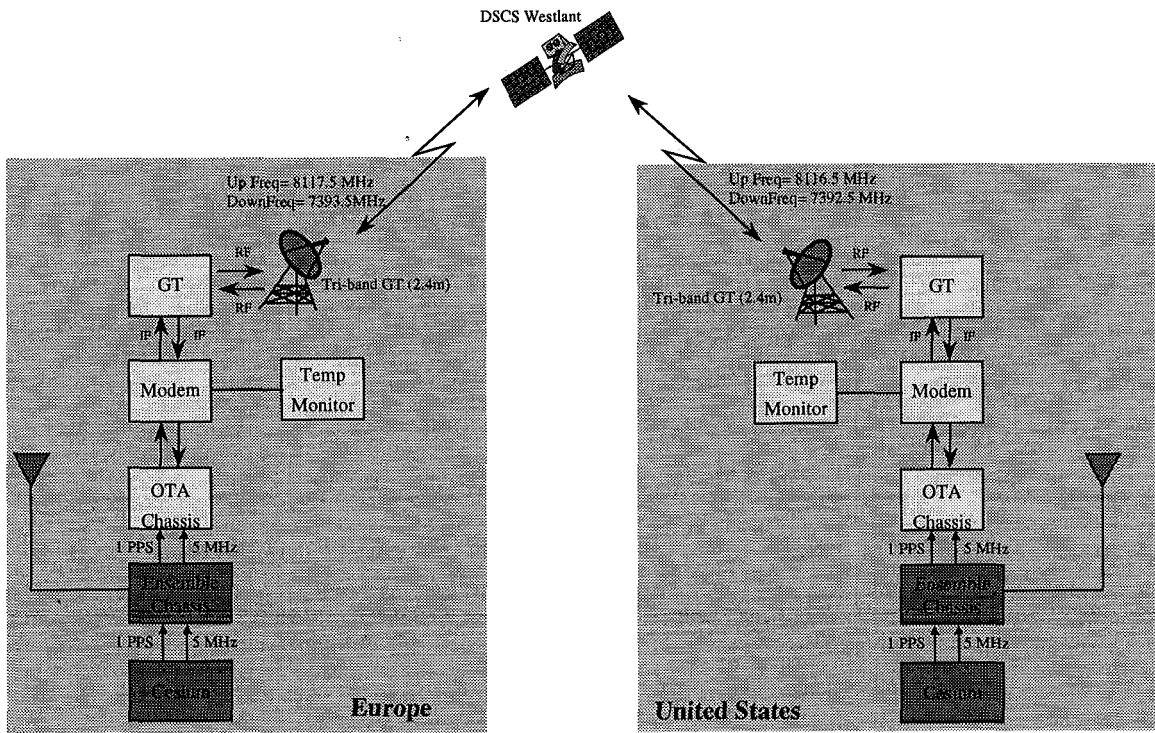 DSCS Westlant
Up Freq= 8117.5 MHz
DownFreq= 7393.5MHz
RF
GT
RF
Tri-band GT (2.4m)
IF
IF
Modem
Temp
Monitor
OTA
Chassis
1 PPS
5 MHz
Ensemble
Chassis
1 PPS
5 MHz
Cesium
Europe
Up Freq= 8116.5 MHz
DownFreq= 7392.5 MHz
RF
GT
RF
Tri-band GT (2.4m)
IF
IF
Temp
Monitor
Modem
OTA
Chassis
1 PPS
5 MHz
Ensemble
Chassis
1 PPS
5 MHz
Cesium
United States